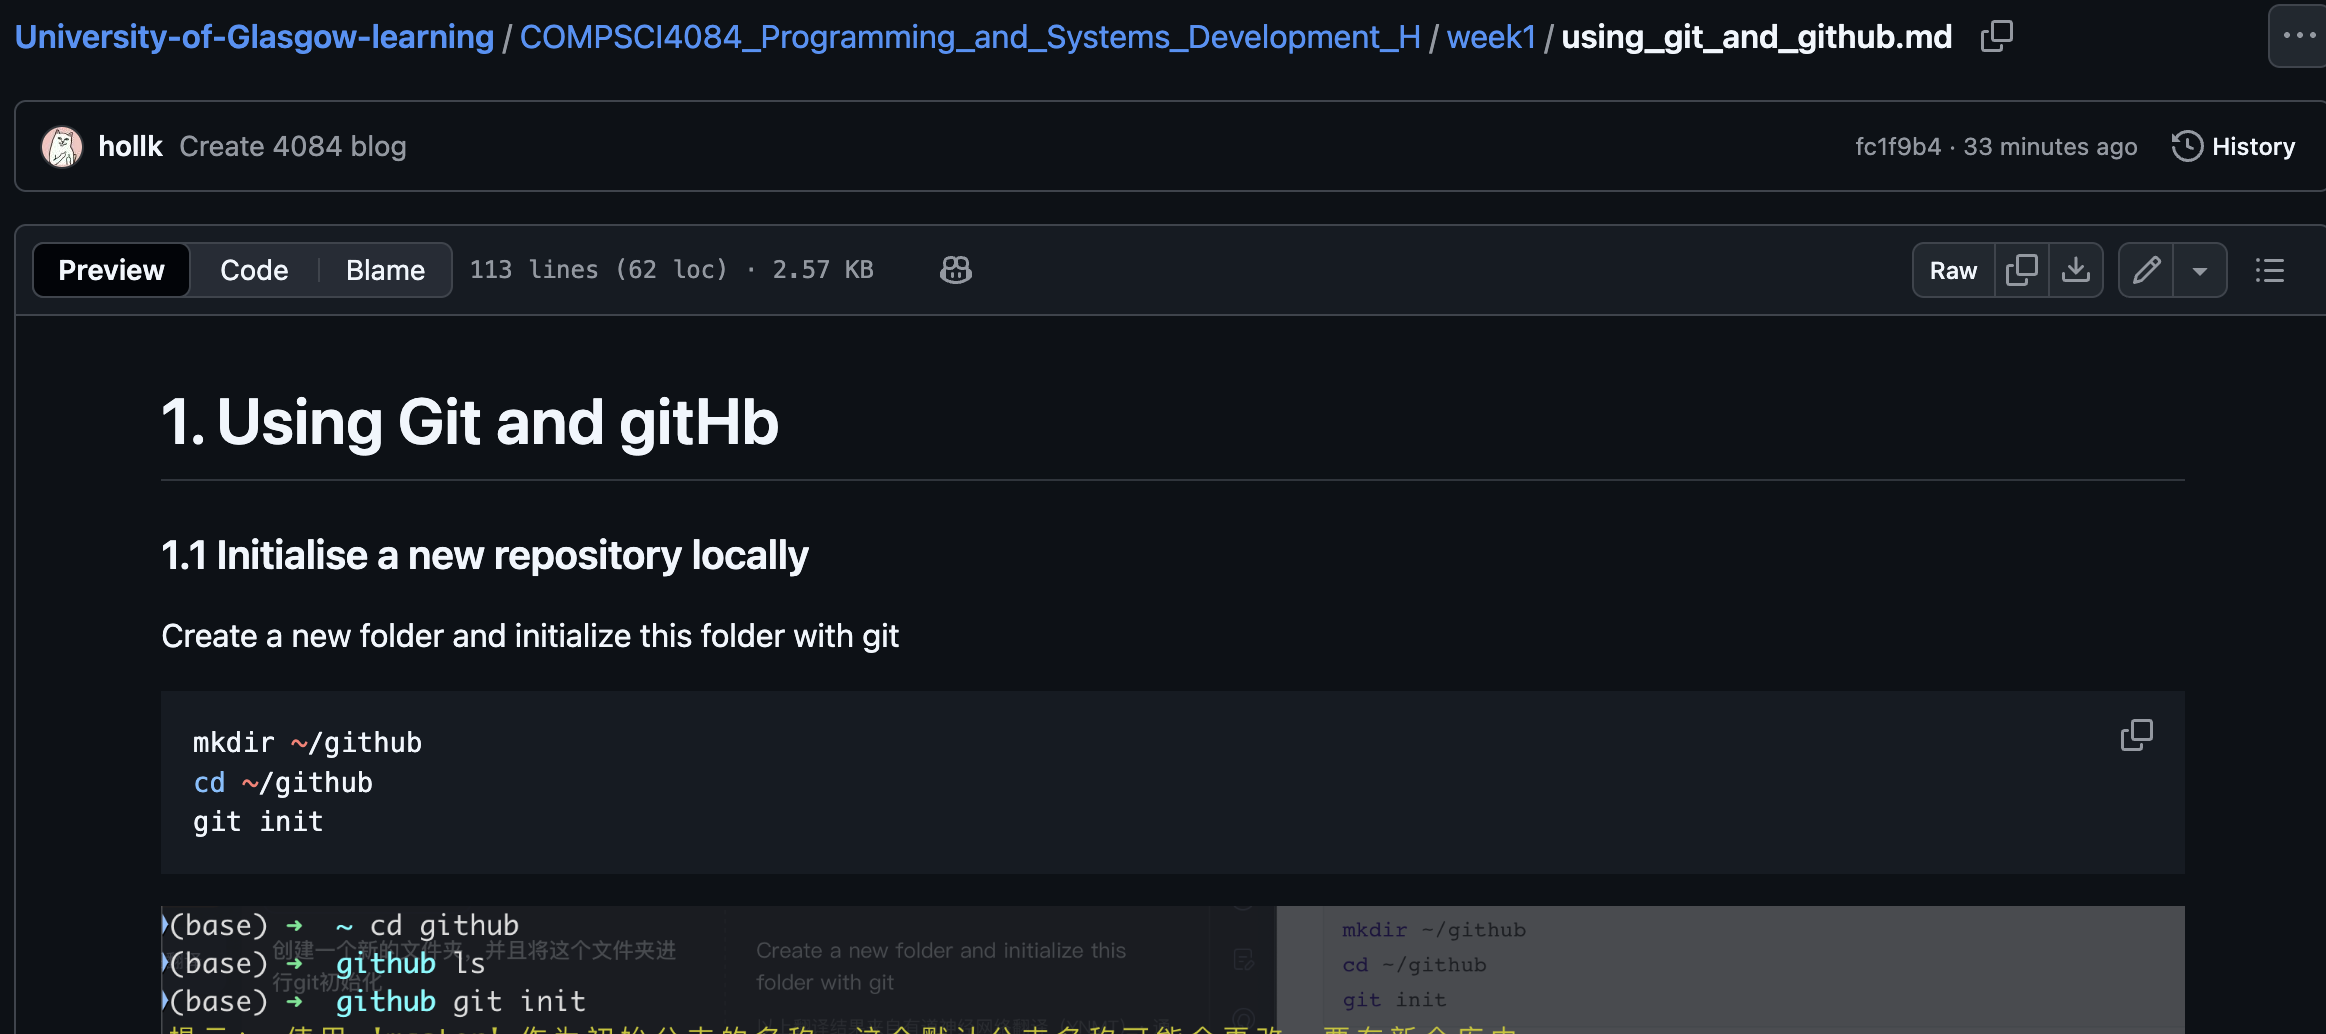 University-of-Glasgow-learning / COMPSCI4084_Programming_and_Systems_Development_H / week1 / using_git_and_github.md
hollk Create 4084 blog fc1f9b4 · 33 minutes ago History
Preview Code Blame 113 lines (62 loc) · 2.57 KB Raw
1. Using Git and gitHb
1.1 Initialise a new repository locally
Create a new folder and initialize this folder with git
mkdir ~/github
cd ~/github
git init
(base) ➜ ~ cd github
(base) ➜ github ls
(base) ➜ github git init
创建一个新的文件夹，并且将这个文件夹进
行git初始化
Create a new folder and initialize this
folder with git
mkdir ~/github
cd ~/github
git init